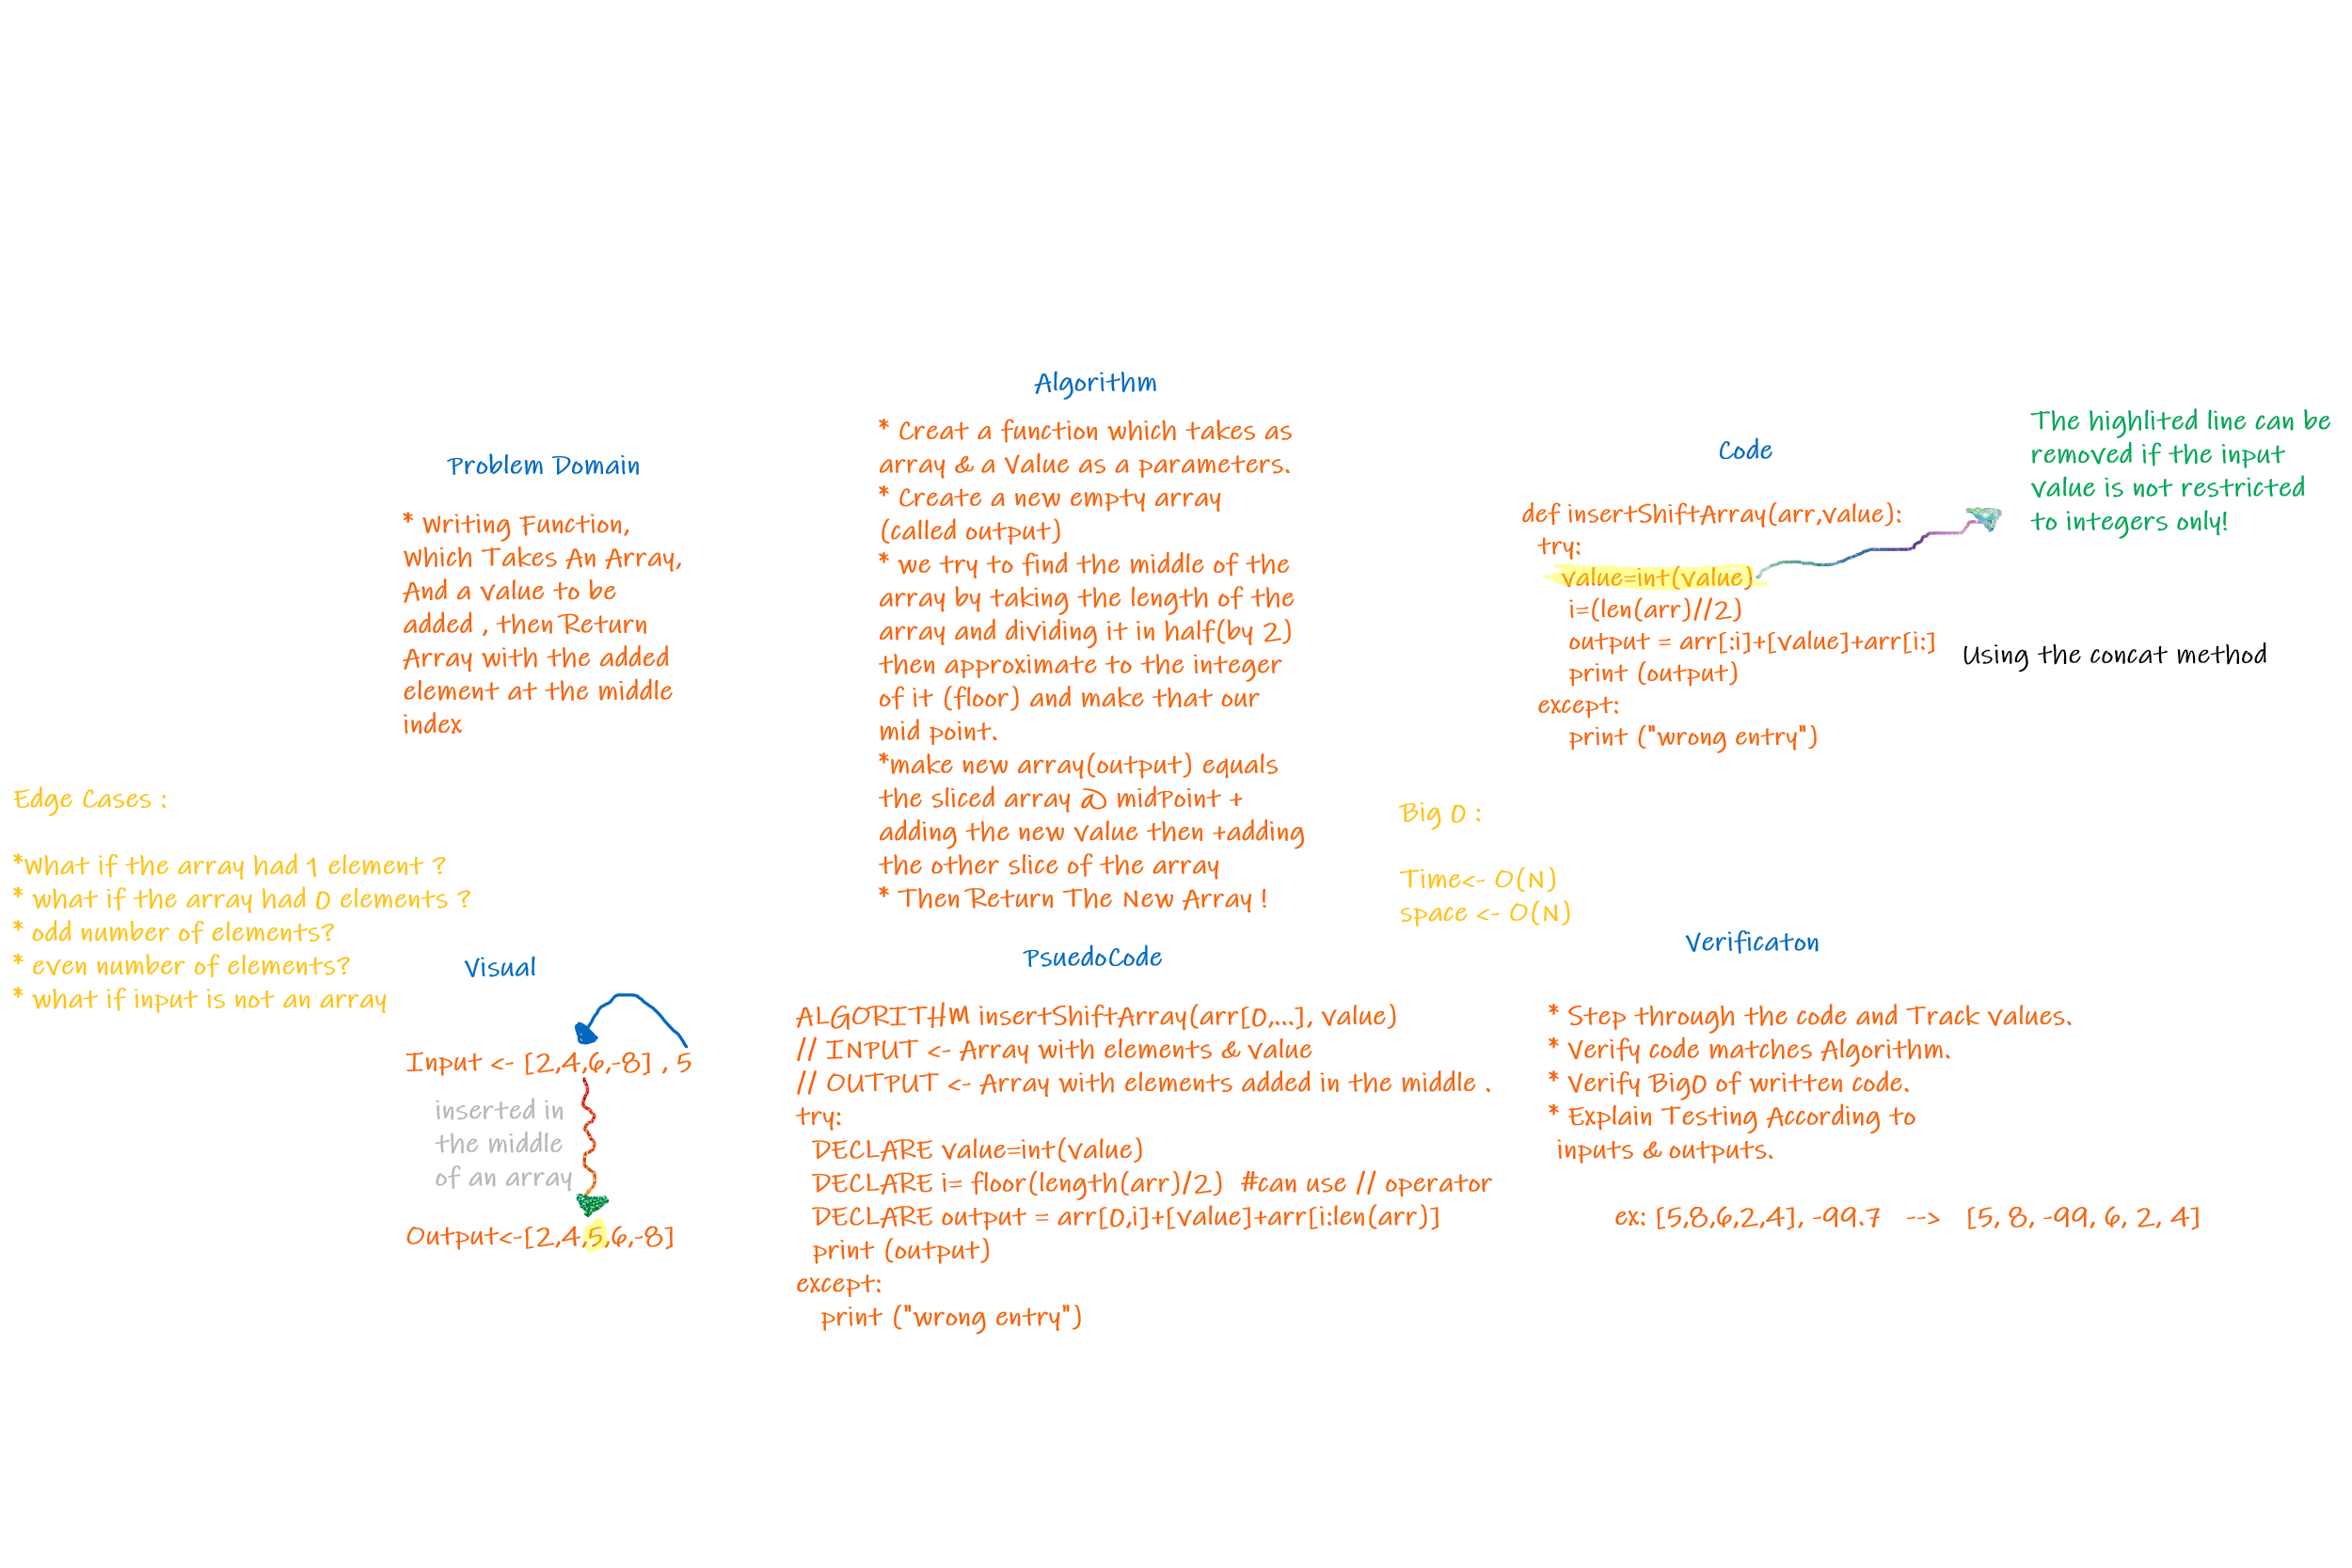 Problem Domain
* Writing Function,
Which Takes An Array,
And a value to be
added , then Return
Array with the added
element at the middle
index
Algorithm
* Creat a function which takes as
array & a Value as a parameters.
* Create a new empty array
(called output)
* we try to find the middle of the
array by taking the length of the
array and dividing it in half(by 2)
then approximate to the integer
of it (floor) and make that our
mid point.
*make new array(output) equals
the sliced array @ midPoint +
adding the new value then +adding
the other slice of the array
* Then Return The New Array !
Code
def insertShiftArray(arr,value):
try:
value=int(value)
i=(len(arr)//2)
output = arr[:i]+[value]+arr[i:]
print (output)
except:
print ("wrong entry")
The highlited line can be
removed if the input
value is not restricted
to integers only!
Using the concat method
Edge Cases :
*What if the array had 1 element ?
* what if the array had 0 elements ?
* odd number of elements?
* even number of elements?
* what if input is not an array
Big O :
Time<- O(N)
space <- O(N)
Visual
Input <- [2,4,6,-8] , 5
inserted in
the middle
of an array
Output<-[2,4,5,6,-8]
PsuedoCode
ALGORITHM insertShiftArray(arr[0,...], value)
// INPUT <- Array with elements & value
// OUTPUT <- Array with elements added in the middle .
try:
DECLARE value=int(value)
DECLARE i= floor(length(arr)/2)  #can use // operator
DECLARE output = arr[0,i]+[value]+arr[i:len(arr)]
print (output)
except:
print ("wrong entry")
Verificaton
* Step through the code and Track values.
* Verify code matches Algorithm.
* Verify BigO of written code.
* Explain Testing According to
inputs & outputs.
ex: [5,8,6,2,4], -99.7 --> [5, 8, -99, 6, 2, 4]